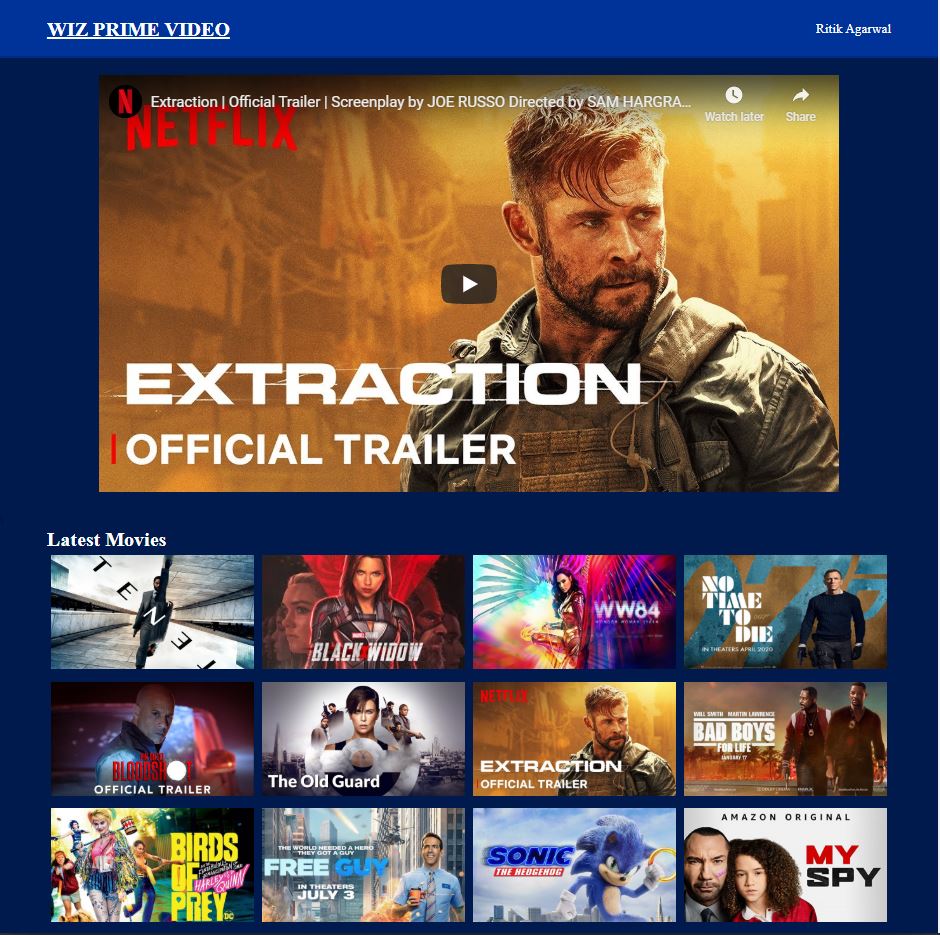 WIZ PRIME VIDEO
Ritik Agarwal
Extraction | Official Trailer | Screenplay by JOE RUSSO Directed by SAM HARGRA...
Watch later
Share
NETFLIX
EXTRACTION
OFFICIAL TRAILER
Latest Movies
TENET
MARVEL STUDIOS
BLACK WIDOW
WW84
WONDER WOMAN 1984
007
NO
TIME
TO
DIE
IN THEATERS APRIL 2020
BLOODSHOT
OFFICIAL TRAILER
The Old Guard
NETFLIX
EXTRACTION
OFFICIAL TRAILER
WILL SMITH MARTIN LAWRENCE
BAD BOYS
FOR LIFE
JANUARY 17
BIRDS
OF
PREY
HARLEY QUINN
DC
THE WORLD NEEDED A HERO
THEY GOT A GUY
FREE GUY
IN THEATERS
JULY 3
SONIC
THE HEDGEHOG
AMAZON ORIGINAL
MY
SPY